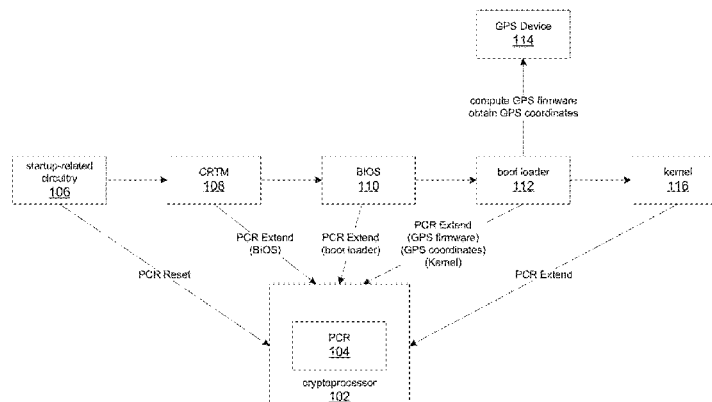 GPS Device
114
compute GPS firmware
obtain GPS coordinates
startup-related
circuitry
106
CRTM
108
BIOS
110
boot loader
112
kernel
116
PCR Extend
(BIOS)
PCR Extend
(boot loader)
PCR Extend
(GPS firmware)
(GPS coordinates)
(Kernel)
PCR Reset
PCR Extend
PCR
104
cryptoprocessor
102